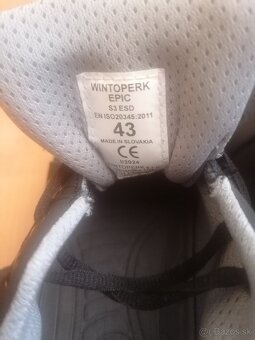 WINTOPERK
EPIC
S3 ESD
EN ISO20345:2011
43
MADE IN SLOVAKIA
CE
bazos.sk